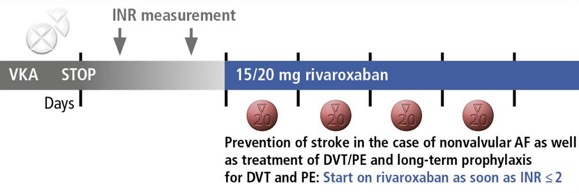 INR measurement
VKA STOP
15/20 mg rivaroxaban
Days
20 20 20 20
Prevention of stroke in the case of nonvalvular AF as well
as treatment of DVT/PE and long-term prophylaxis
for DVT and PE: Start on rivaroxaban as soon as INR ≤ 2